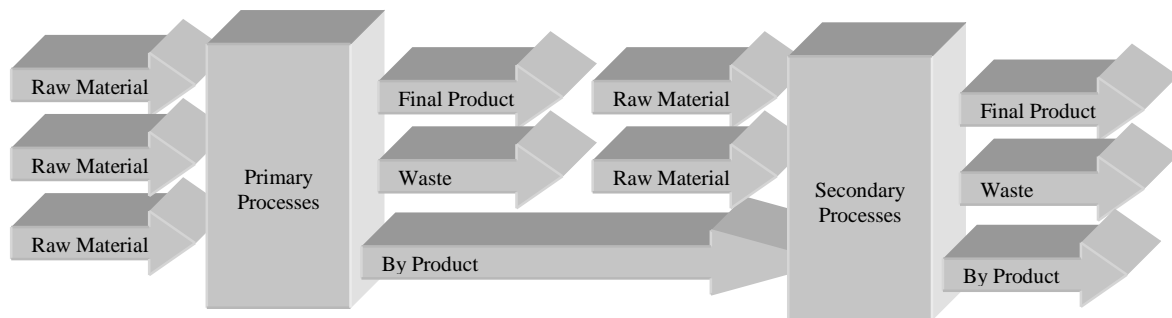 Raw Material
Raw Material
Raw Material
Primary
Processes
Final Product
Waste
By Product
Raw Material
Raw Material
Secondary
Processes
Final Product
Waste
By Product